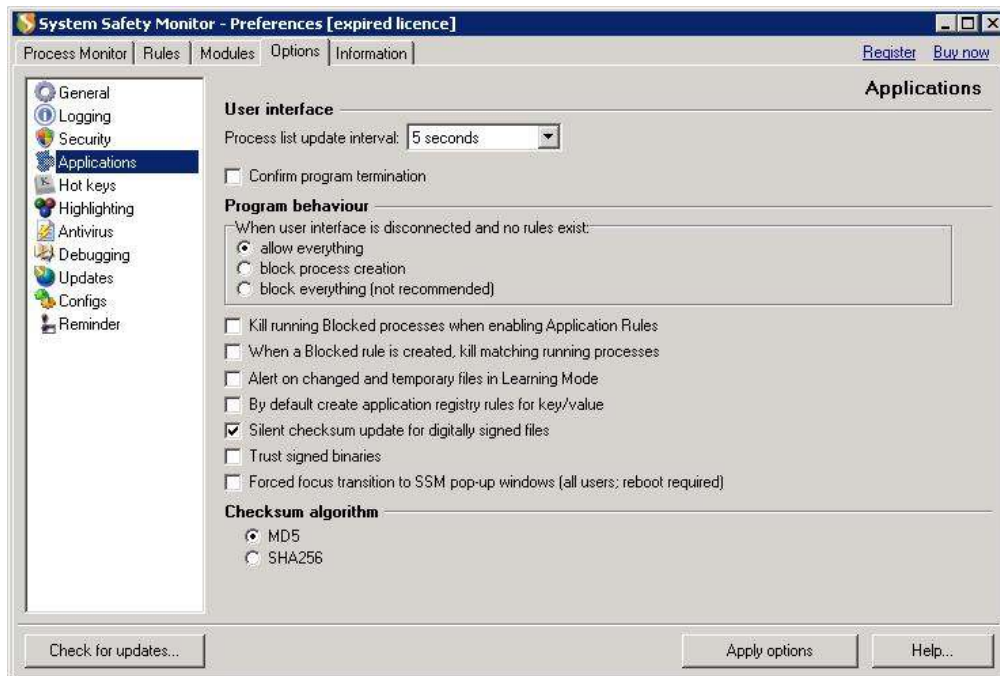 System Safety Monitor - Preferences [expired licence]
Process Monitor Rules Modules Options Information Register Buy now
General
Logging
Security
Applications
Hot keys
Highlighting
Antivirus
Debugging
Updates
Configs
Reminder
Applications
User interface
Process list update interval: 5 seconds
Confirm program termination
Program behaviour
When user interface is disconnected and no rules exist:
allow everything
block process creation
block everything (not recommended)
Kill running Blocked processes when enabling Application Rules
When a Blocked rule is created, kill matching running processes
Alert on changed and temporary files in Learning Mode
By default create application registry rules for key/value
Silent checksum update for digitally signed files
Trust signed binaries
Forced focus transition to SSM pop-up windows (all users; reboot required)
Checksum algorithm
MD5
SHA256
Check for updates... Apply options Help...